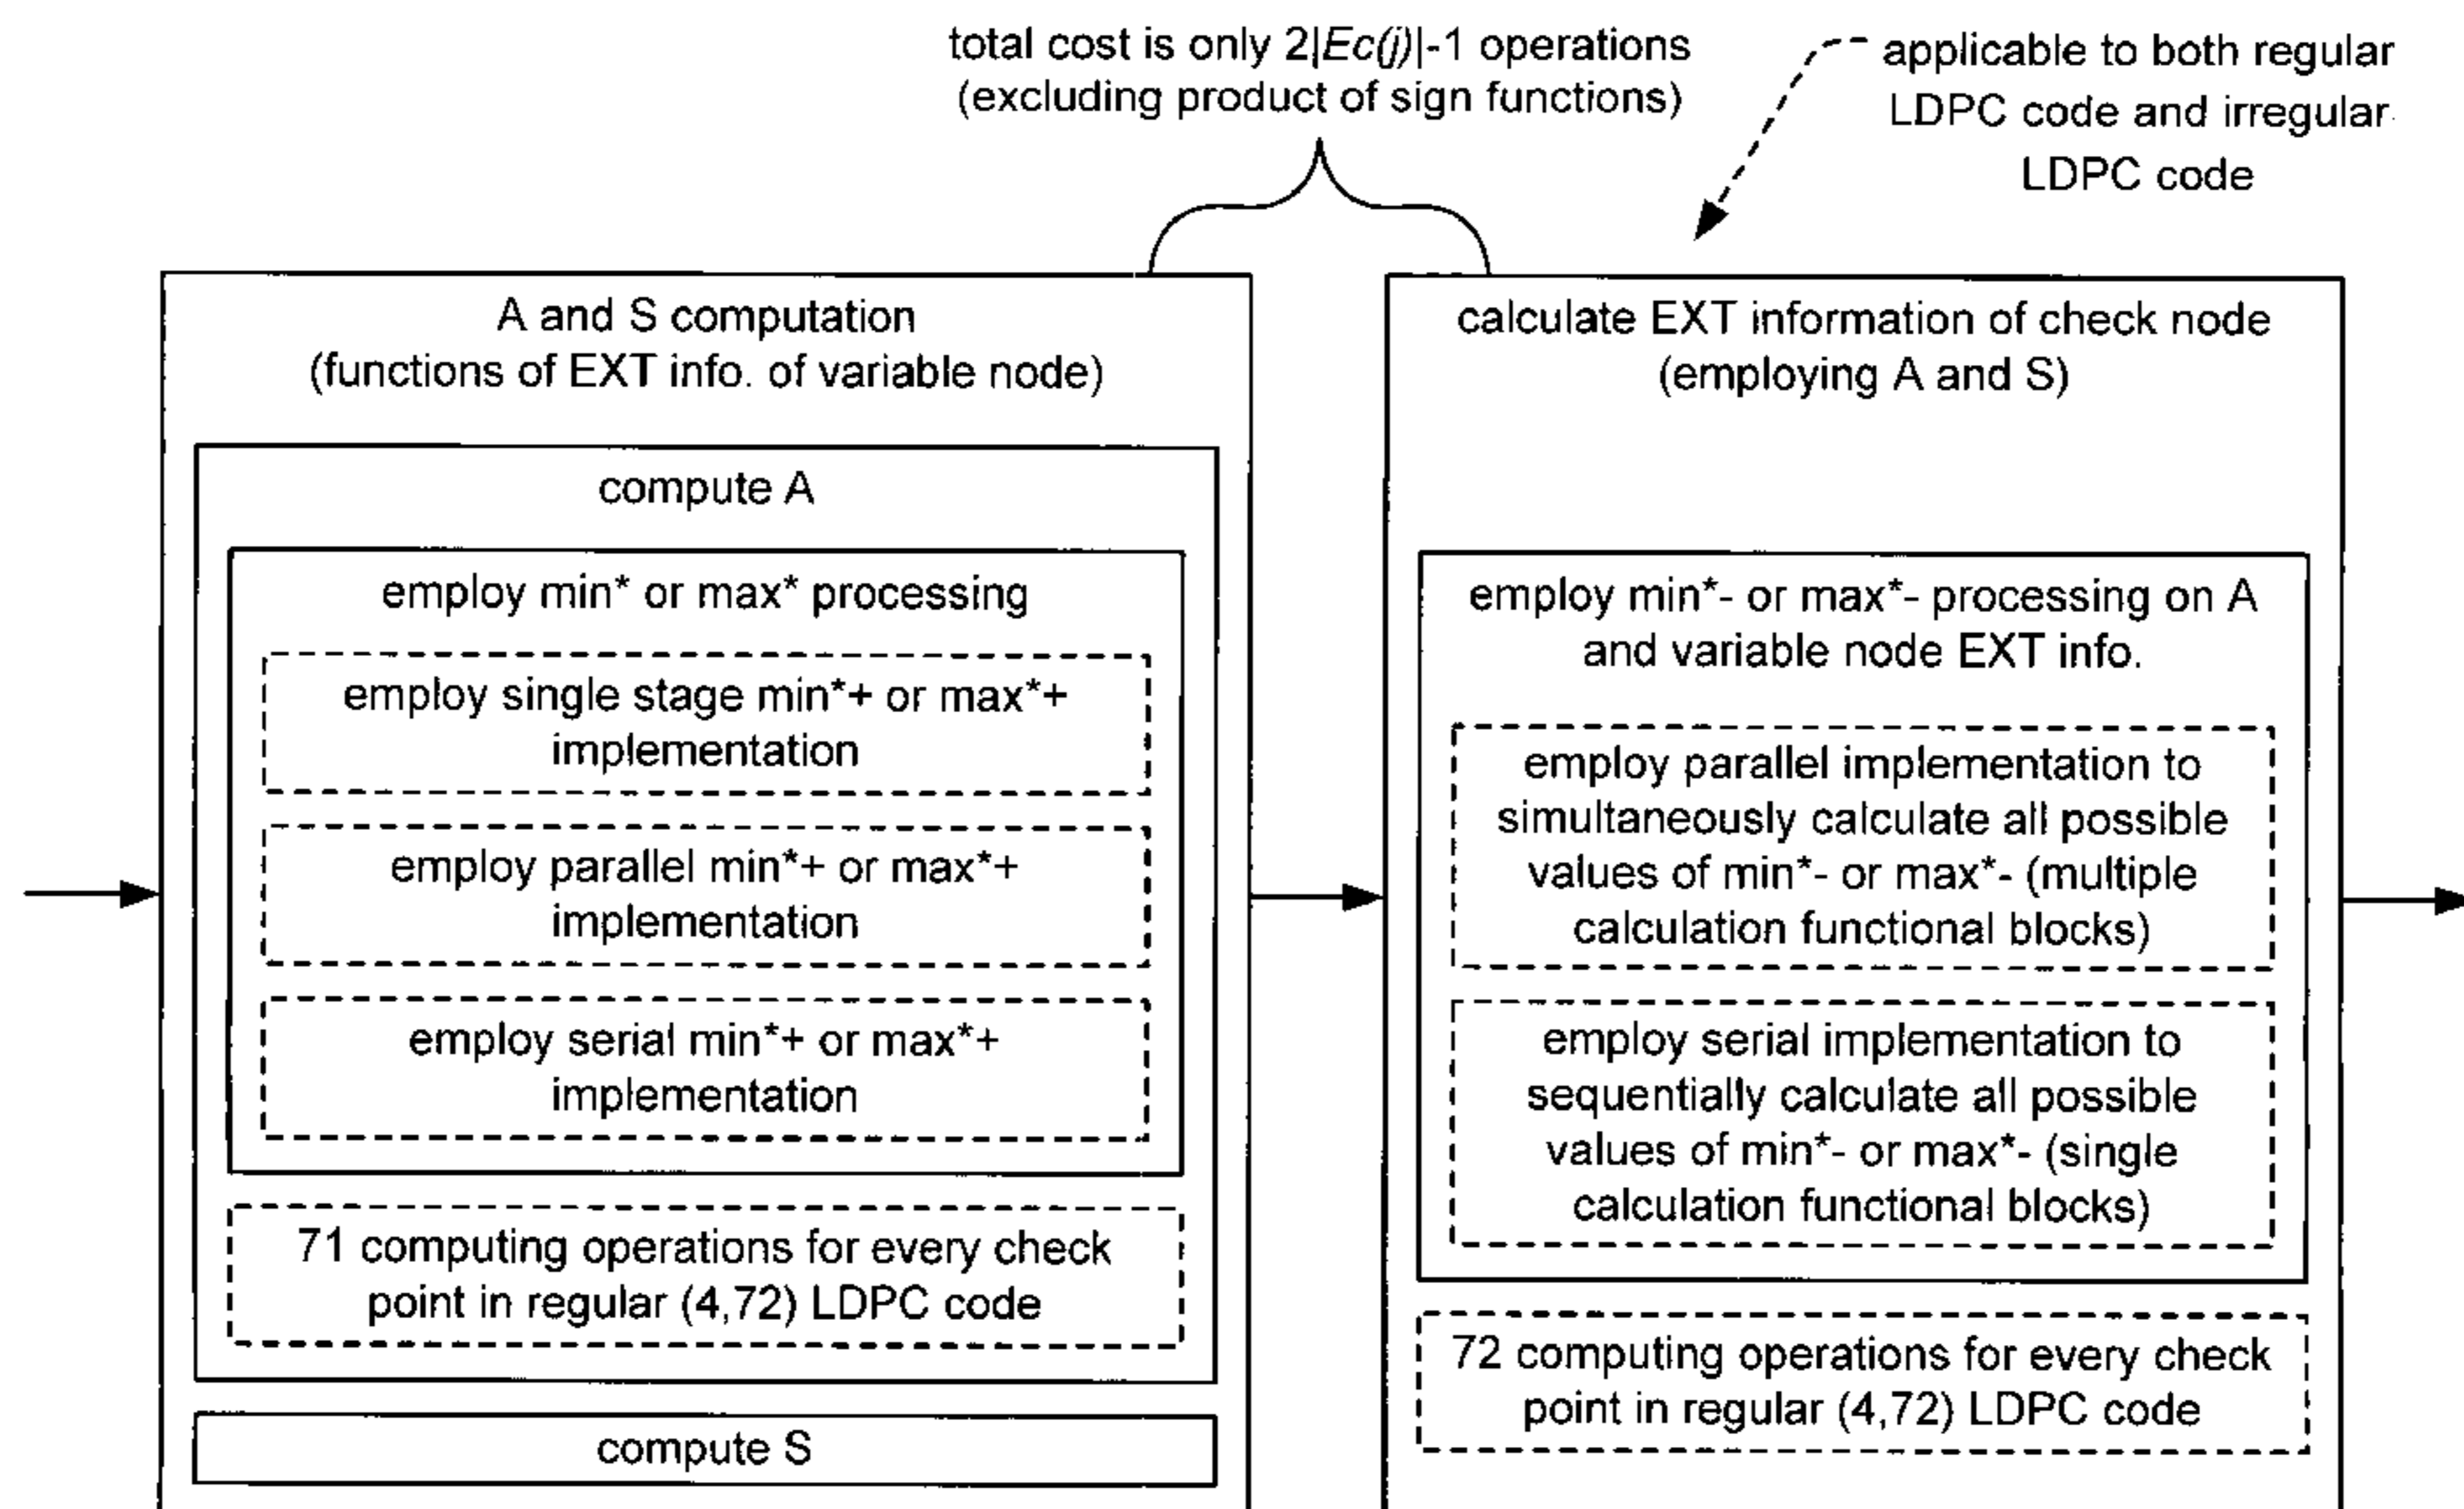 total cost is only 2|Ec(j)|-1 operations
(excluding product of sign functions)
applicable to both regular
LDPC code and irregular
LDPC code
A and S computation
(functions of EXT info. of variable node)
compute A
employ min* or max* processing
employ single stage min*+ or max*+
implementation
employ parallel min*+ or max*+
implementation
employ serial min*+ or max*+
implementation
71 computing operations for every check
point in regular (4,72) LDPC code
compute S
calculate EXT information of check node
(employing A and S)
employ min*- or max*- processing on A
and variable node EXT info.
employ parallel implementation to
simultaneously calculate all possible
values of min*- or max*- (multiple
calculation functional blocks)
employ serial implementation to
sequentially calculate all possible
values of min*- or max*- (single
calculation functional blocks)
72 computing operations for every check
point in regular (4,72) LDPC code